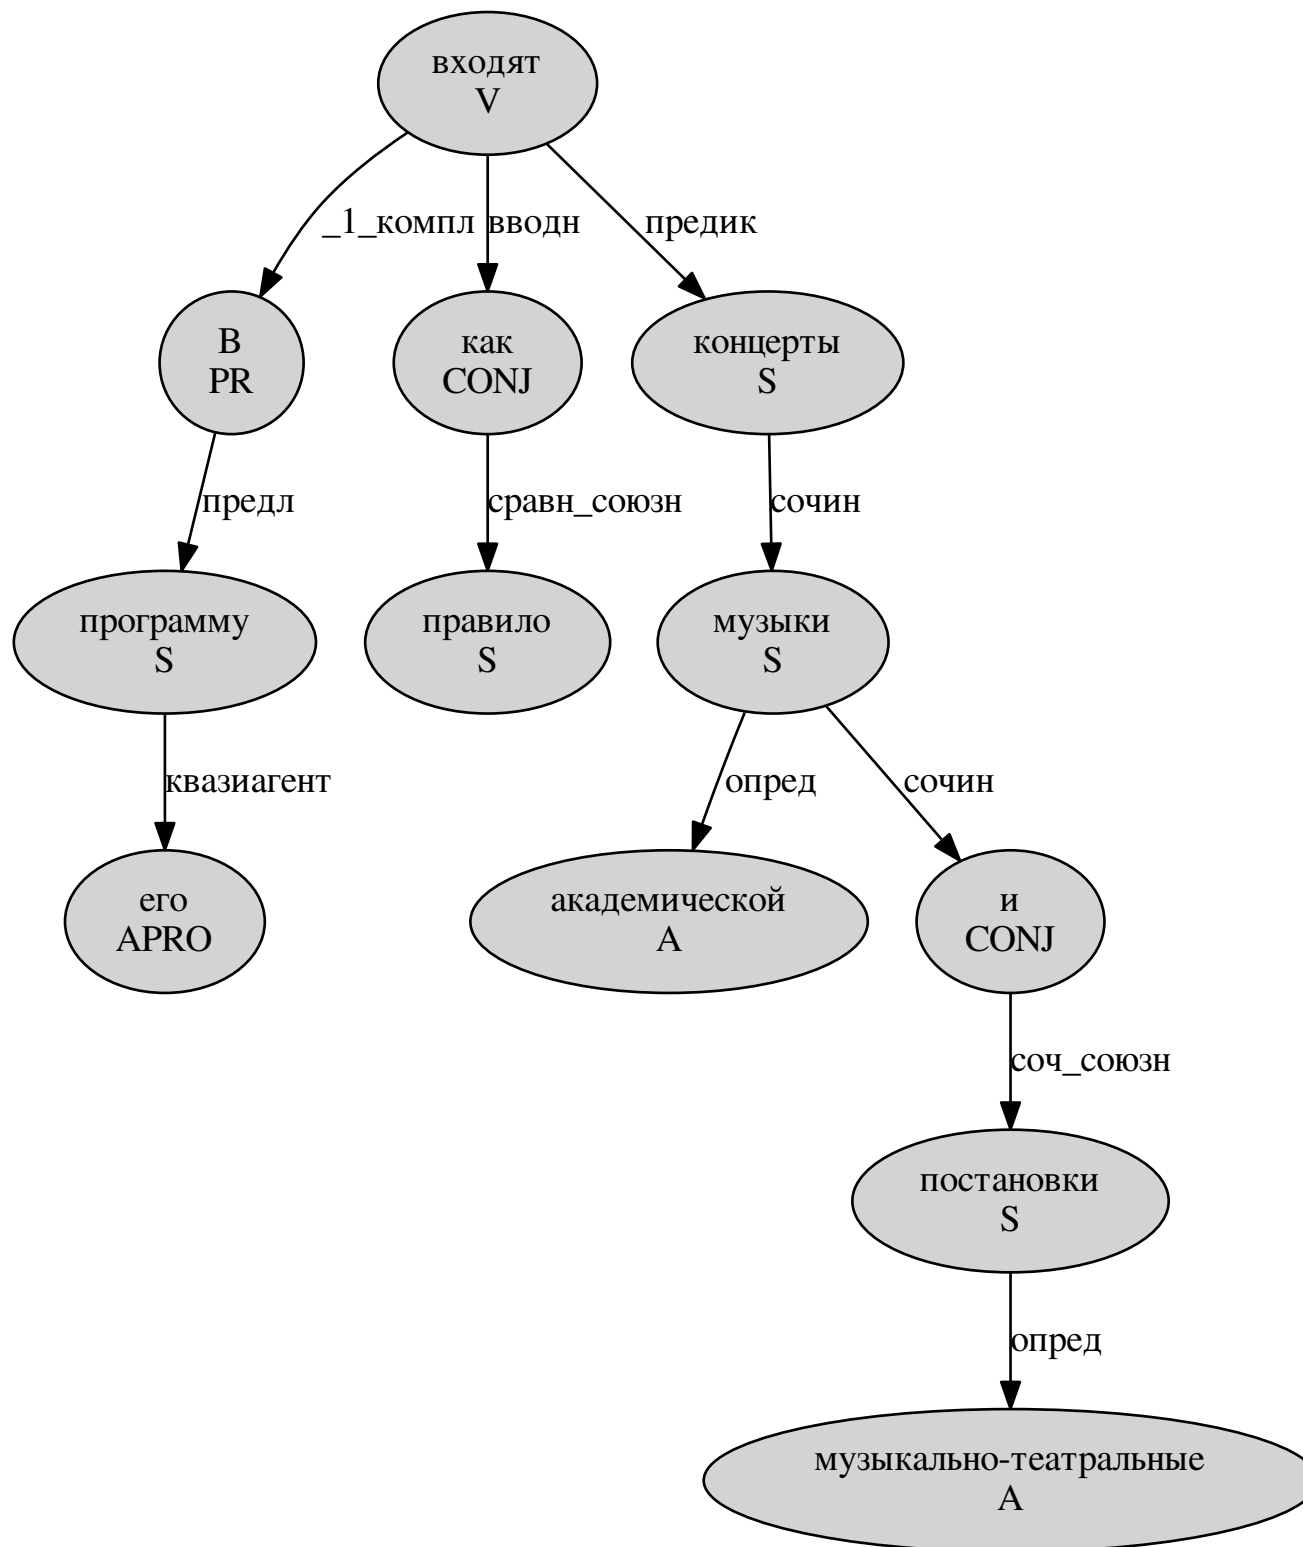 входят
V
_1_компл
вводн
предик
В
PR
как
CONJ
концерты
S
предл
сравн_союзн
сочин
программу
S
правило
S
музыки
S
квазиагент
опред
сочин
его
APRO
академической
A
и
CONJ
соч_союзн
постановки
S
опред
музыкально-театральные
A